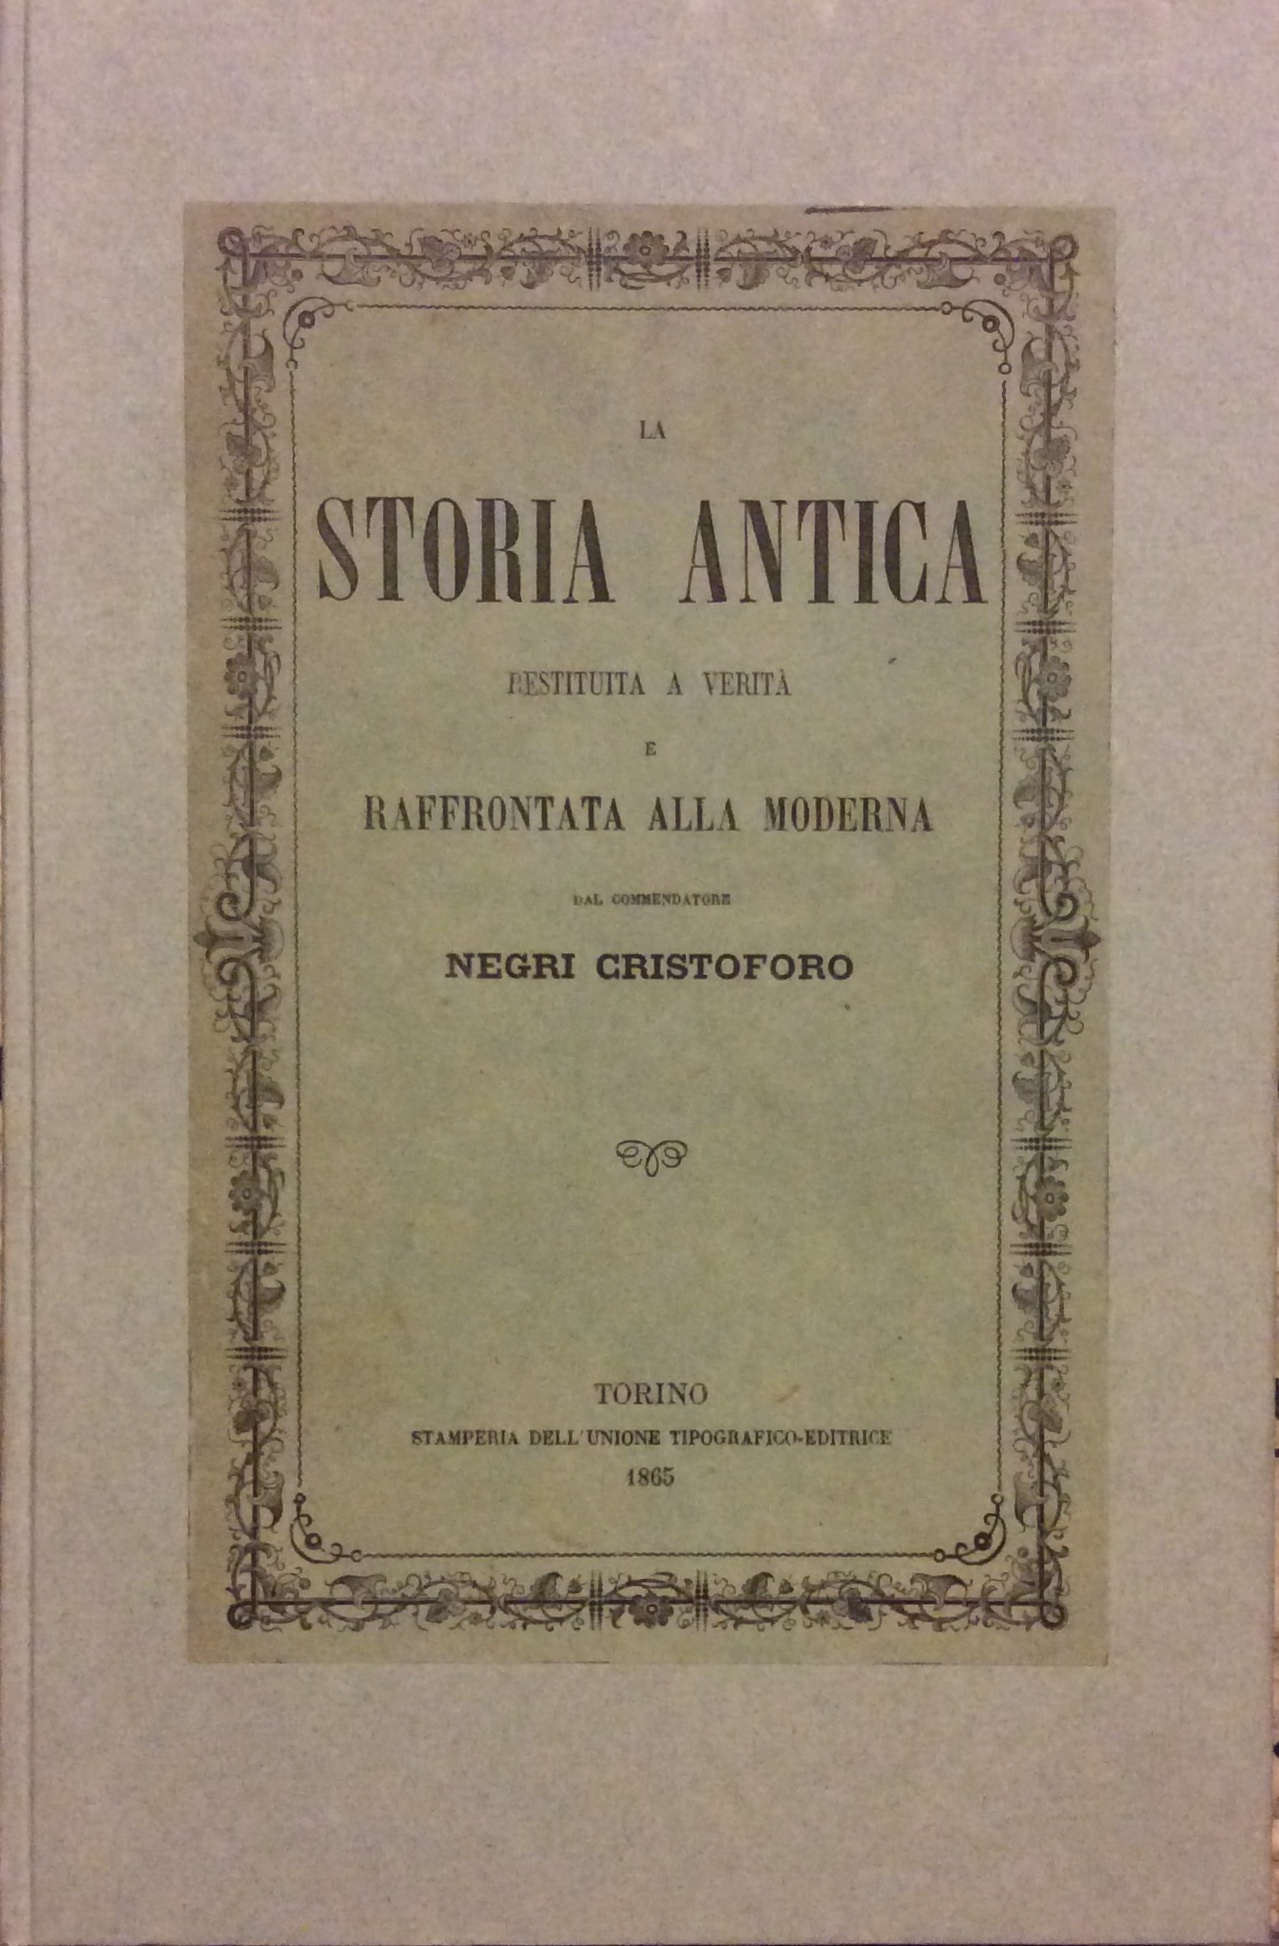 LA
STORIA ANTICA
RESTITUITA A VERITÀ
E
RAFFRONTATA ALLA MODERNA
DAL COMMENDATORE
NEGRI CRISTOFORO
TORINO
STAMPERIA DELL'UNIONE TIPOGRAFICO-EDITRICE
1865